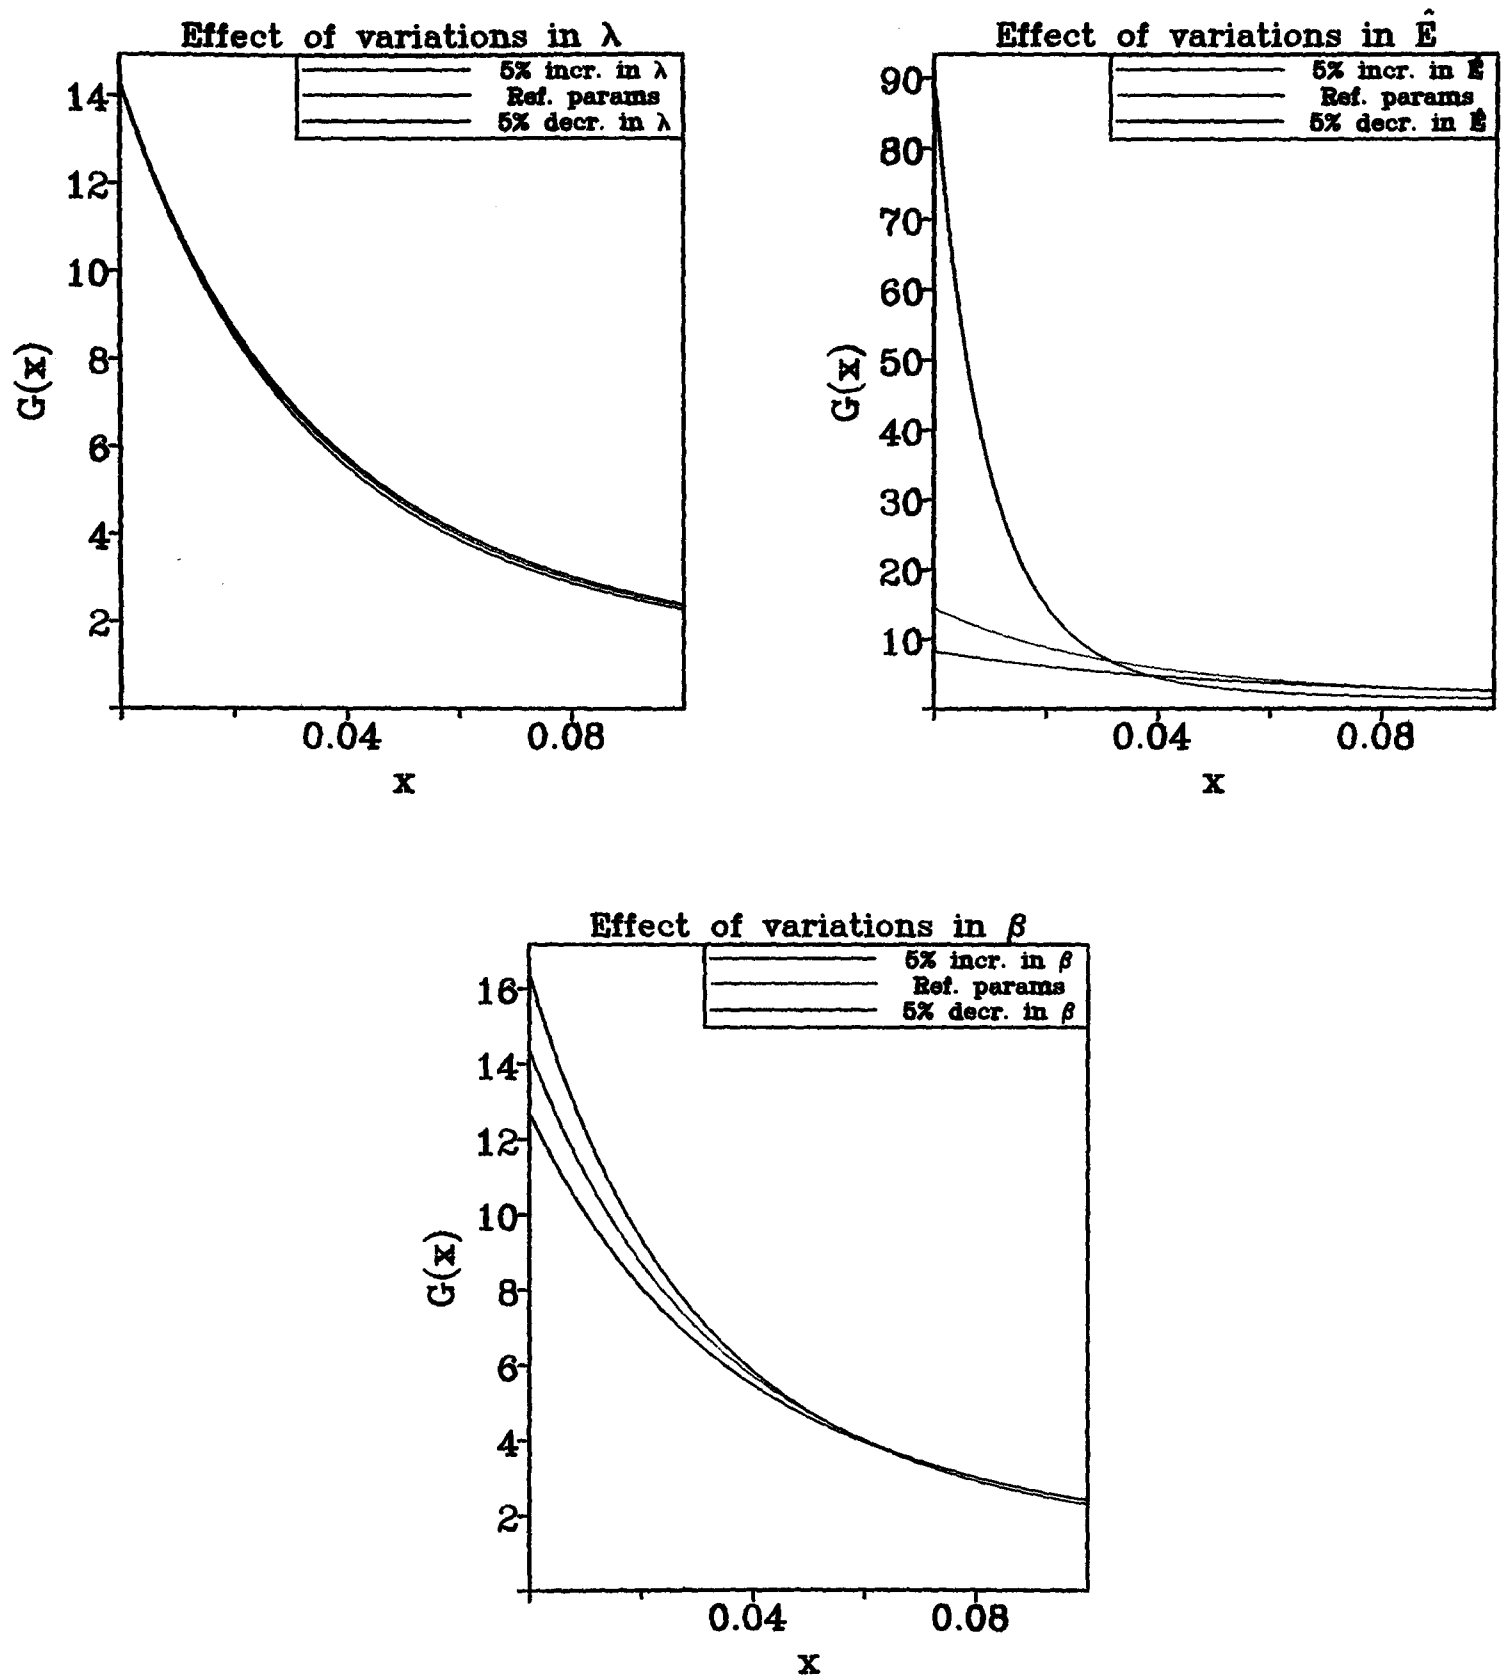 Effect of variations in λ
5% incr. in λ
Ref. params
5% decr. in λ
14
12
10
8
6
4
2
G(x)
0.04 0.08
x
Effect of variations in Ê
5% incr. in Ê
Ref. params
5% decr. in Ê
90
80
70
60
50
40
30
20
10
G(x)
0.04 0.08
x
Effect of variations in β
5% incr. in β
Ref. params
5% decr. in β
16
14
12
10
8
6
4
2
G(x)
0.04 0.08
x